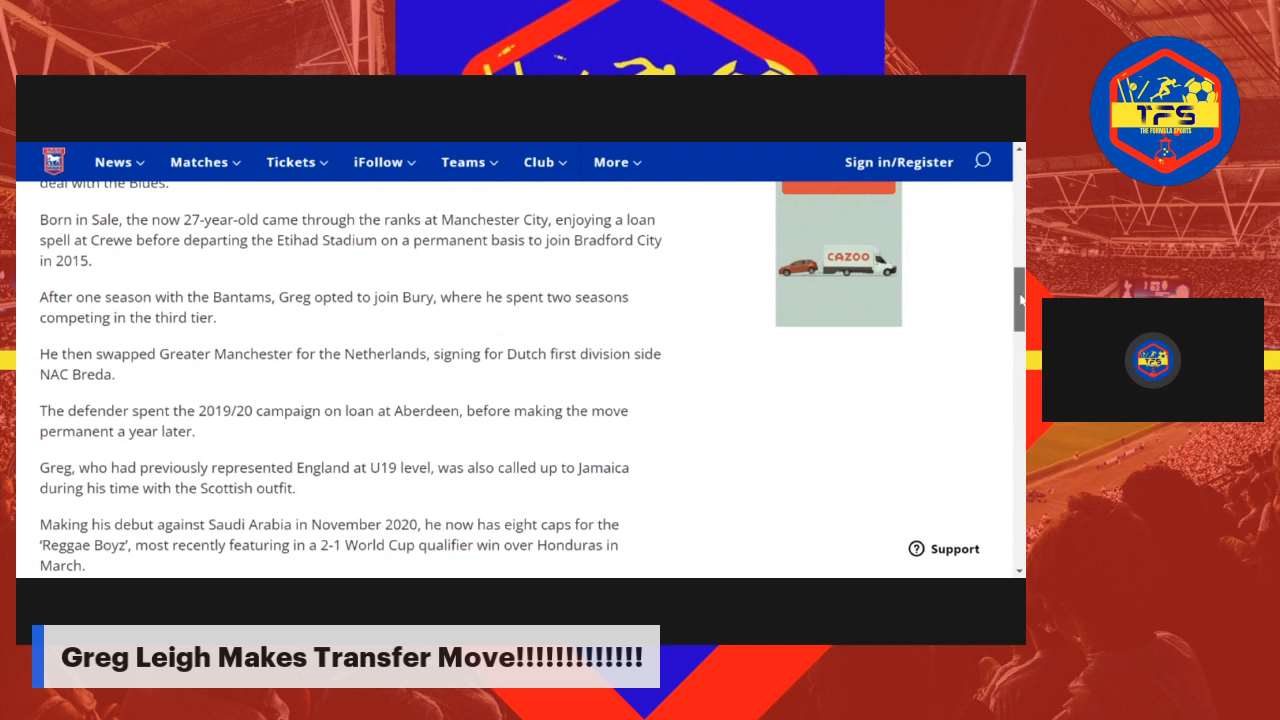 News
Matches
Tickets
iFollow
Teams
Club
More
Sign in/Register
deal with the Blues.
Born in Sale, the now 27-year-old came through the ranks at Manchester City, enjoying a loan
spell at Crewe before departing the Etihad Stadium on a permanent basis to join Bradford City
in 2015.
After one season with the Bantams, Greg opted to join Bury, where he spent two seasons
competing in the third tier.
He then swapped Greater Manchester for the Netherlands, signing for Dutch first division side
NAC Breda.
The defender spent the 2019/20 campaign on loan at Aberdeen, before making the move
permanent a year later.
Greg, who had previously represented England at U19 level, was also called up to Jamaica
during his time with the Scottish outfit.
Making his debut against Saudi Arabia in November 2020, he now has eight caps for the
‘Reggae Boyz’, most recently featuring in a 2-1 World Cup qualifier win over Honduras in
March.
CAZOO
Support
TFS
THE FORMULA SPORTS
TFS
Greg Leigh Makes Transfer Move!!!!!!!!!!!!!